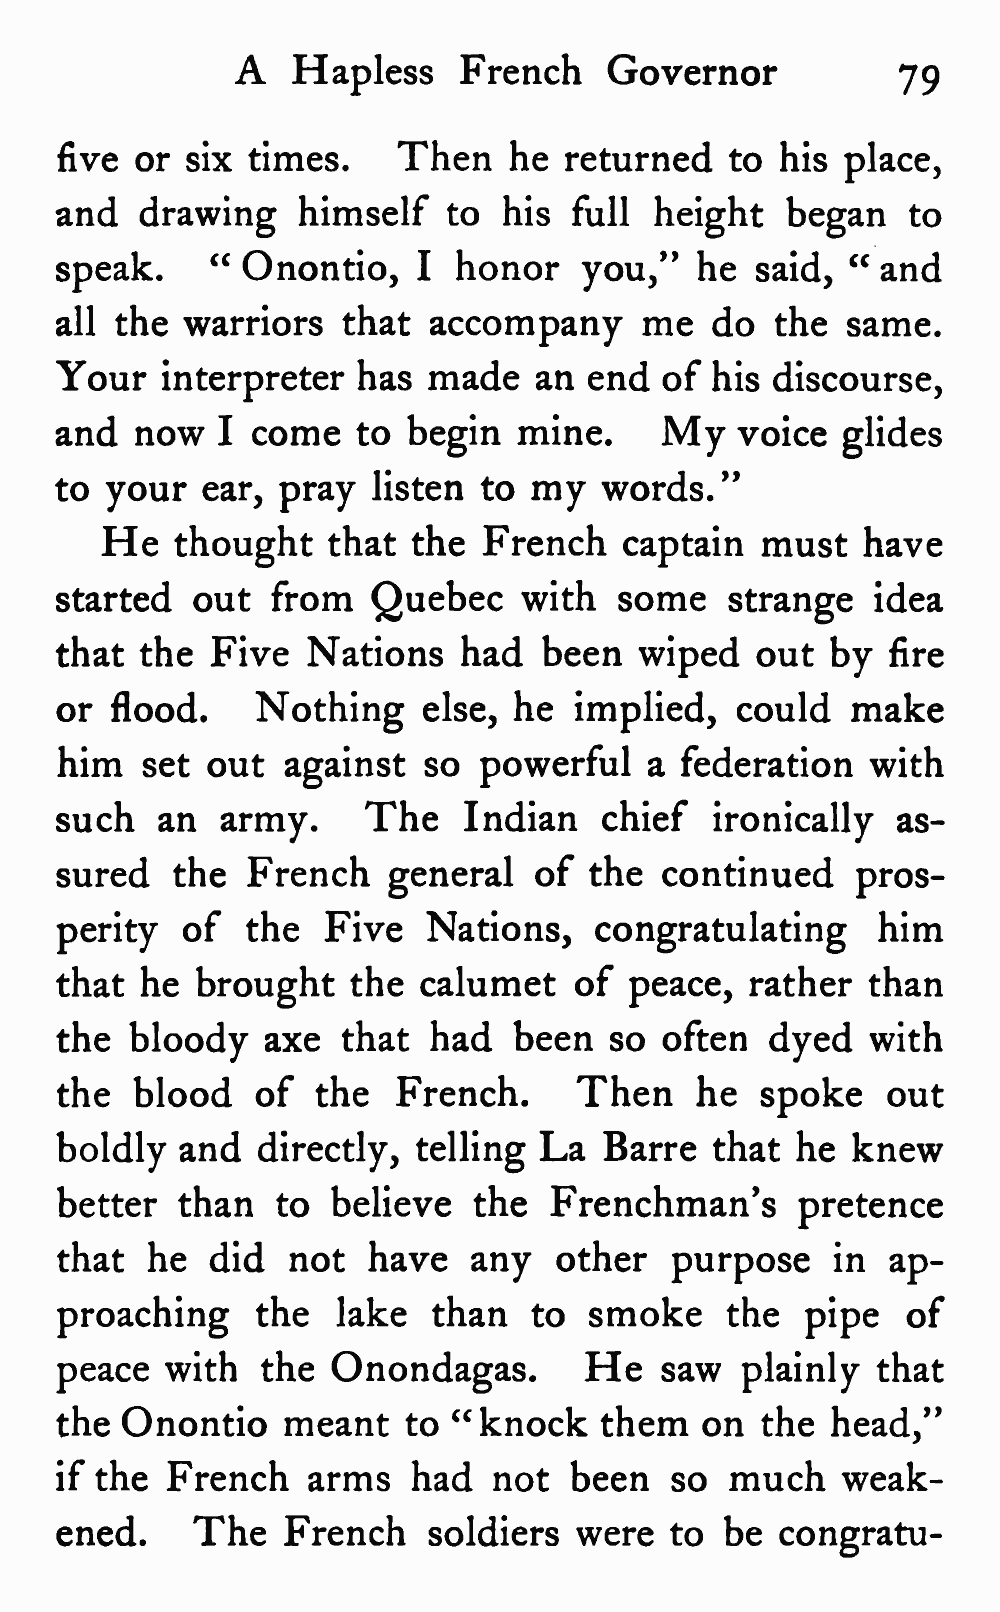 A Hapless French Governor 79
five or six times. Then he returned to his place,
and drawing himself to his full height began to
speak. “ Onontio, I honor you,” he said, “ and
all the warriors that accompany me do the same.
Your interpreter has made an end of his discourse,
and now I come to begin mine. My voice glides
to your ear, pray listen to my words.”
He thought that the French captain must have
started out from Quebec with some strange idea
that the Five Nations had been wiped out by fire
or flood. Nothing else, he implied, could make
him set out against so powerful a federation with
such an army. The Indian chief ironically as-
sured the French general of the continued pros-
perity of the Five Nations, congratulating him
that he brought the calumet of peace, rather than
the bloody axe that had been so often dyed with
the blood of the French. Then he spoke out
boldly and directly, telling La Barre that he knew
better than to believe the Frenchman’s pretence
that he did not have any other purpose in ap-
proaching the lake than to smoke the pipe of
peace with the Onondagas. He saw plainly that
the Onontio meant to “knock them on the head,”
if the French arms had not been so much weak-
ened. The French soldiers were to be congratu-